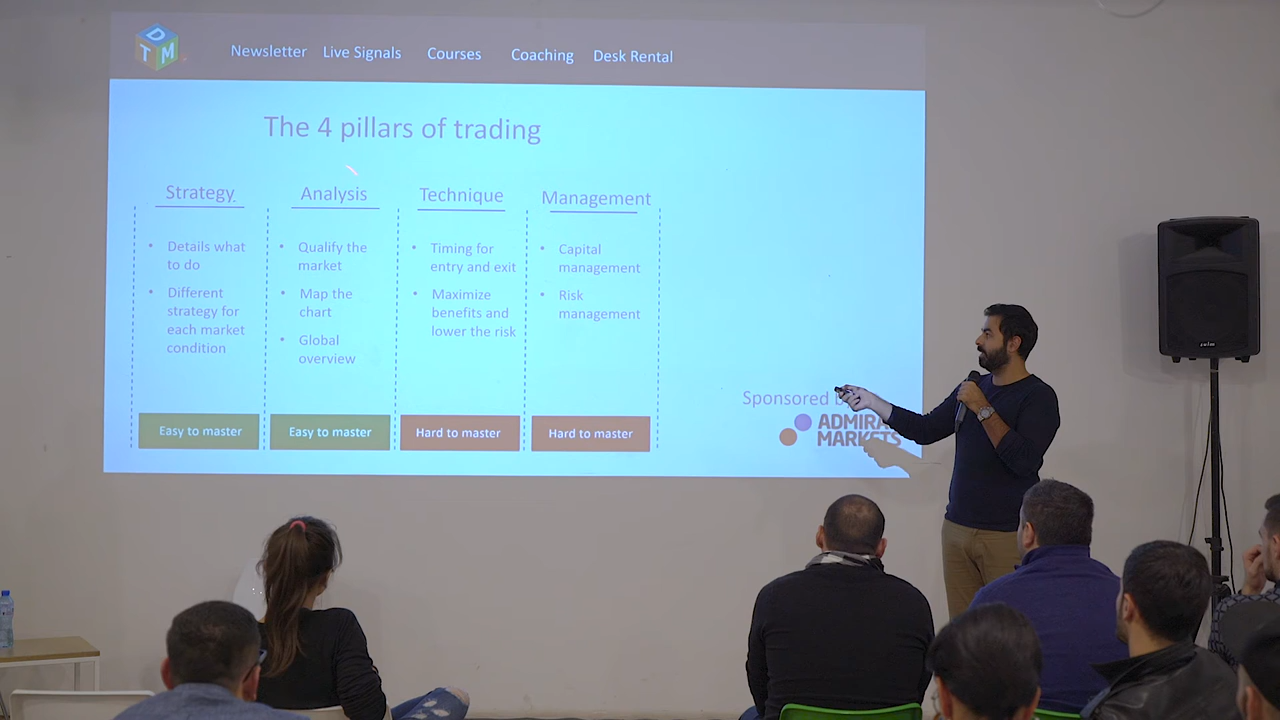 D
T M
Newsletter Live Signals Courses Coaching Desk Rental
The 4 pillars of trading
Strategy
• Details what
to do
• Different
strategy for
each market
condition
Easy to master
Analysis
• Qualify the
market
• Map the
chart
• Global
overview
Easy to master
Technique
• Timing for
entry and exit
• Maximize
benefits and
lower the risk
Hard to master
Management
• Capital
management
• Risk
management
Hard to master
Sponsored
MARKETS